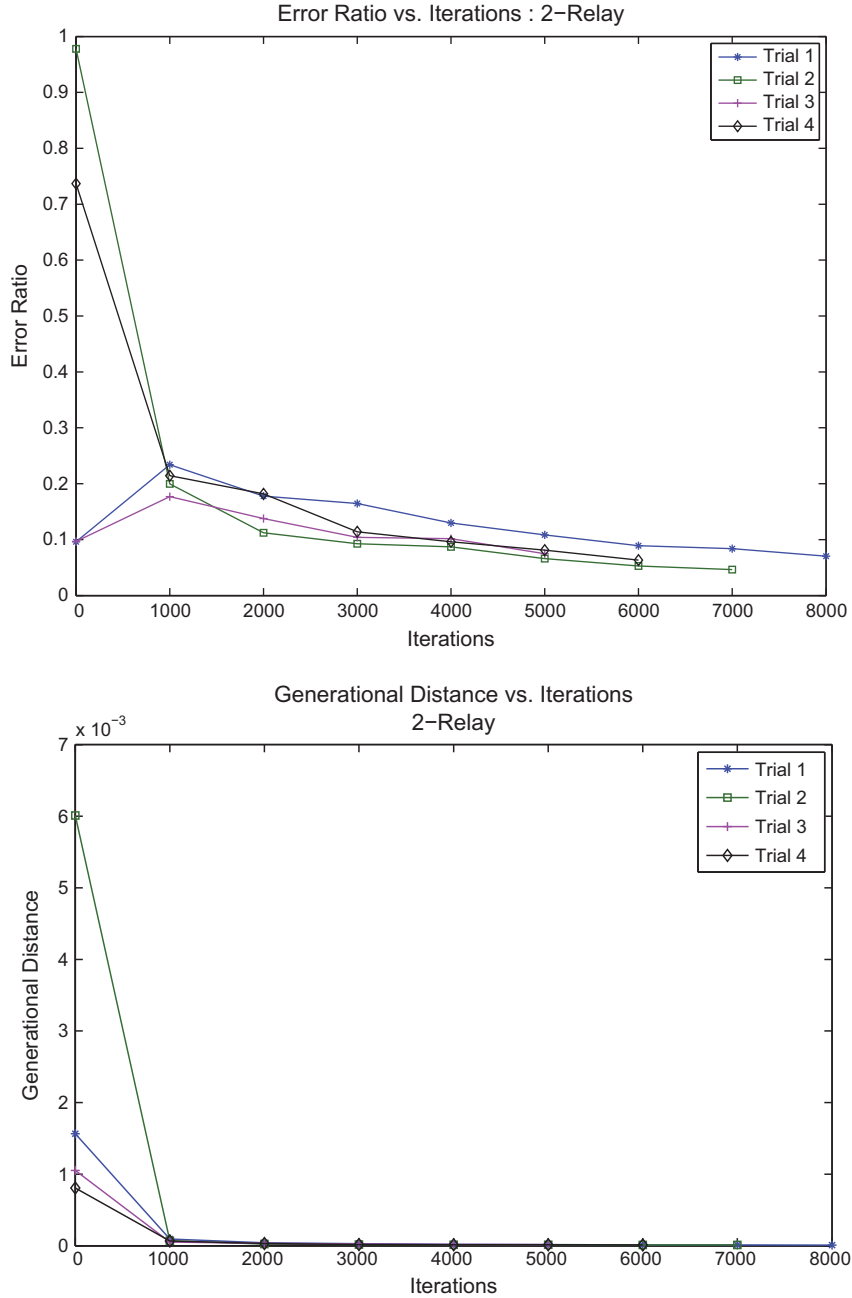 Error Ratio vs. Iterations : 2−Relay
1
0.9
0.8
0.7
0.6
0.5
0.4
0.3
0.2
0.1
0
Error Ratio
Trial 1
Trial 2
Trial 3
Trial 4
0 1000 2000 3000 4000 5000 6000 7000 8000
Iterations
Generational Distance vs. Iterations
2−Relay
x 10⁻³
7
6
5
4
3
2
1
0
Generational Distance
Trial 1
Trial 2
Trial 3
Trial 4
0 1000 2000 3000 4000 5000 6000 7000 8000
Iterations